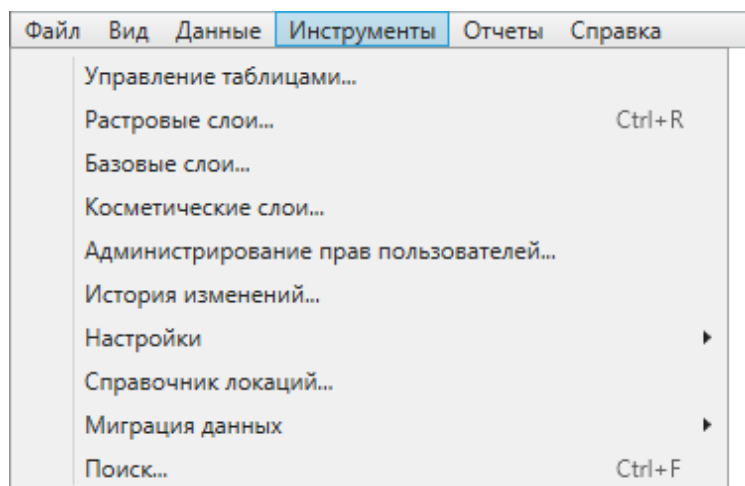 Файл Вид Данные Инструменты Отчеты Справка
Управление таблицами...
Растровые слои... Ctrl+R
Базовые слои...
Косметические слои...
Администрирование прав пользователей...
История изменений...
Настройки
Справочник локаций...
Миграция данных
Поиск... Ctrl+F